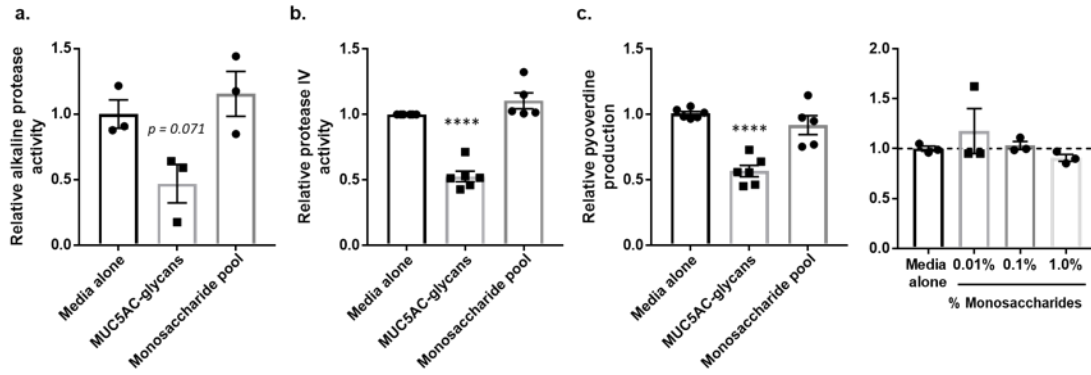 a.
Relative alkaline protease
activity
1.5
1.0
0.5
0.0
p = 0.071
Media alone
MUC5AC-glycans
Monosaccharide pool
b.
Relative protease IV
activity
1.5
1.0
0.5
0.0
****
Media alone
MUC5AC-glycans
Monosaccharide pool
c.
Relative pyoverdine
production
1.5
1.0
0.5
0.0
****
Media alone
MUC5AC-glycans
Monosaccharide pool
2.0
1.5
1.0
0.5
0.0
Media
alone
0.01% 0.1% 1.0%
% Monosaccharides